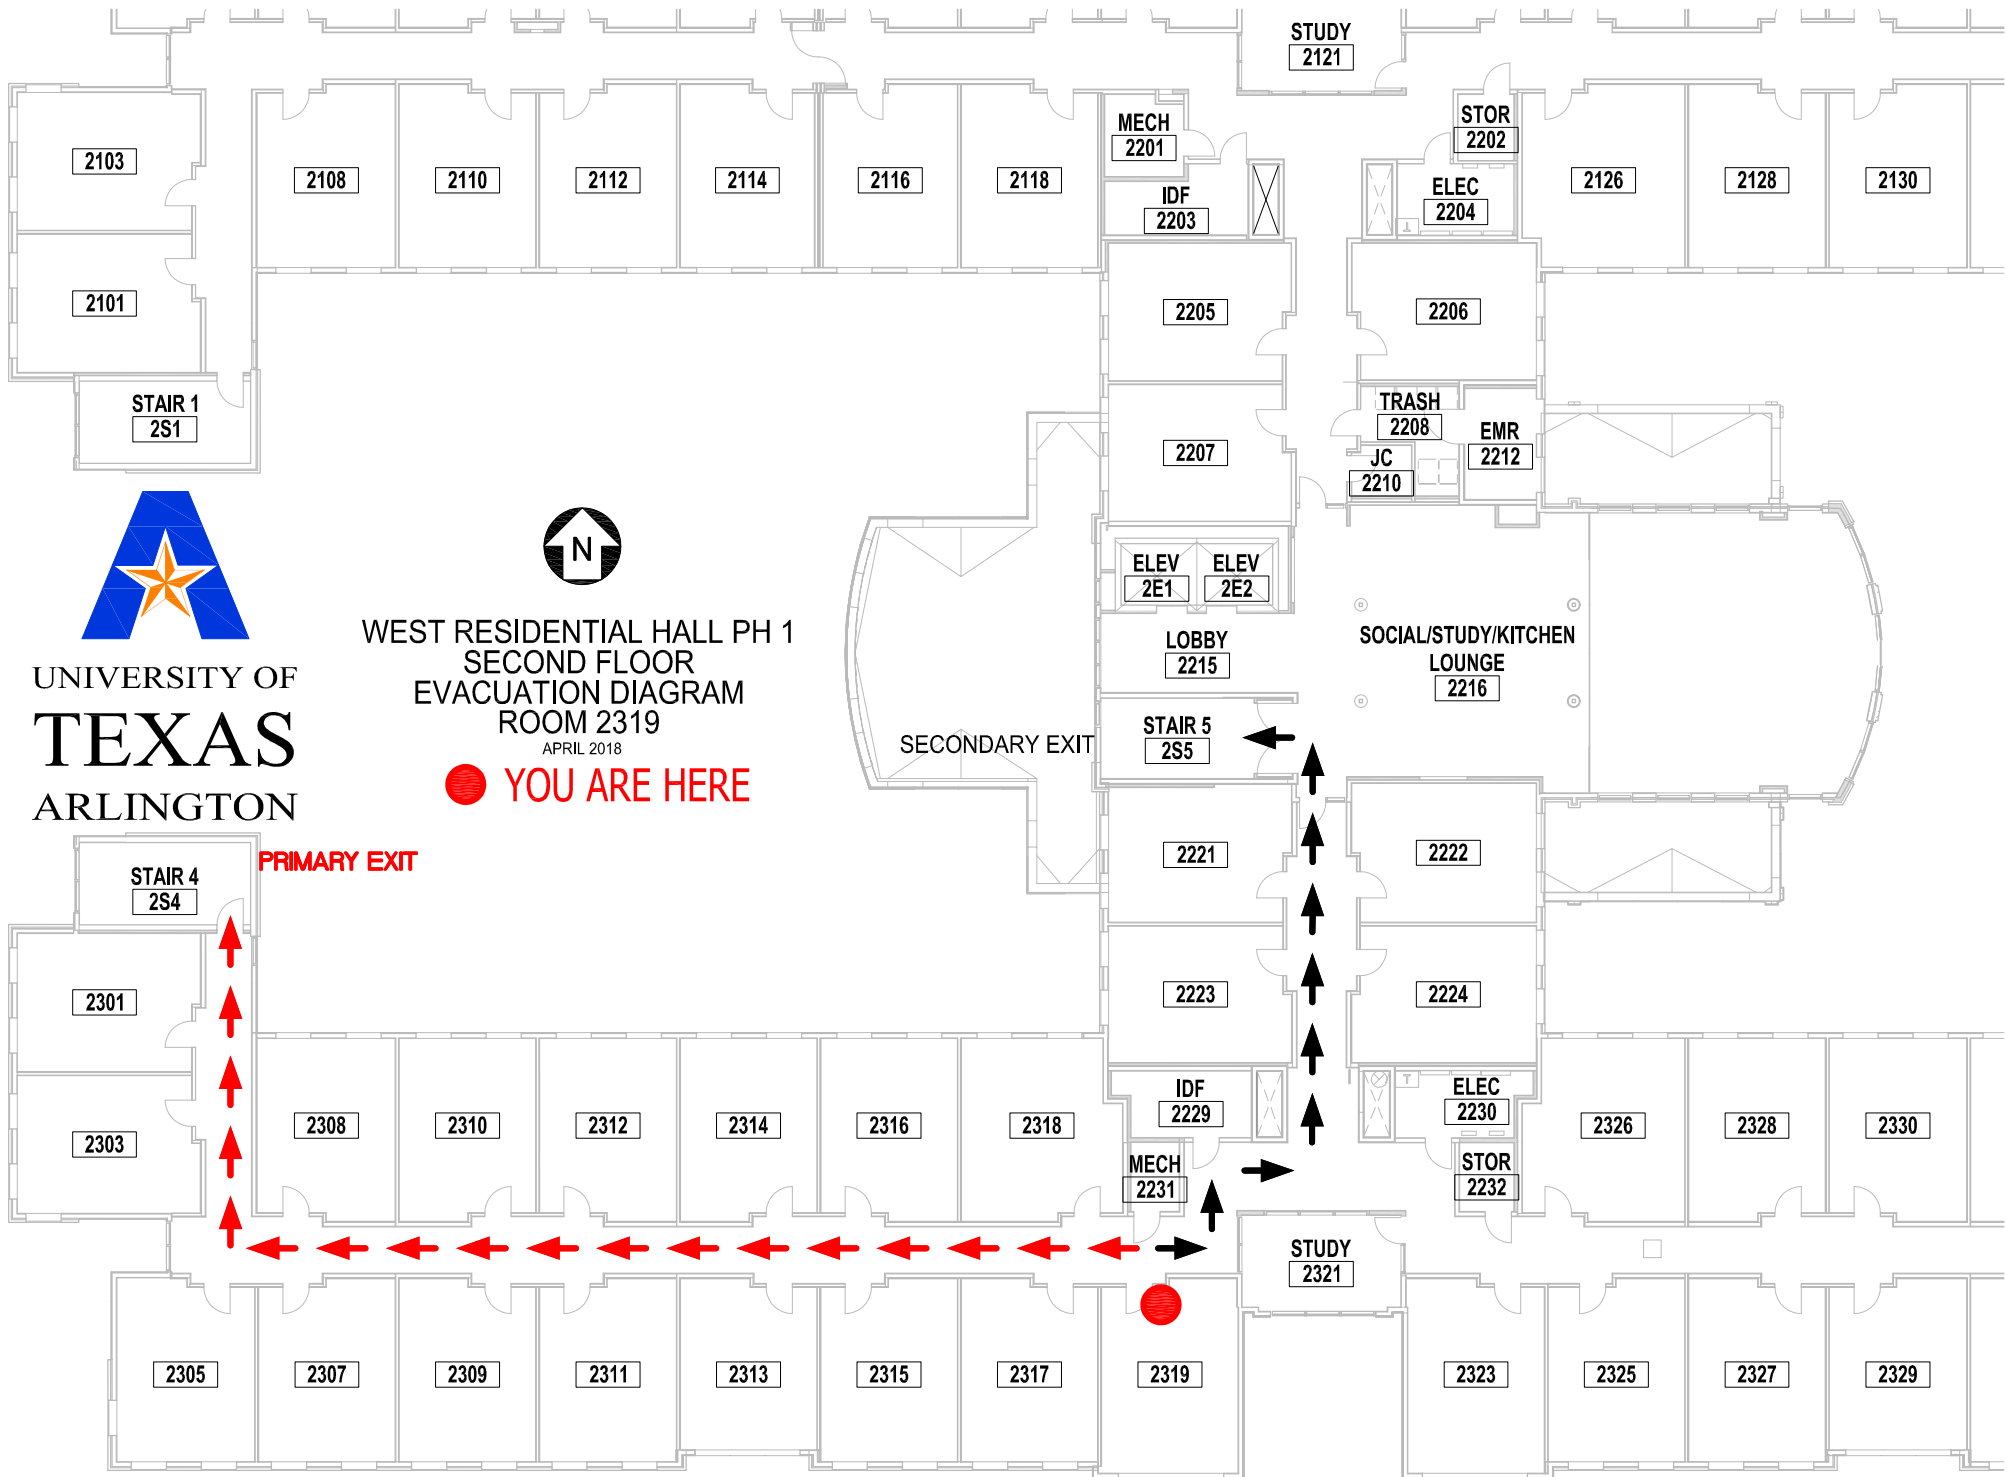 STUDY
2121
MECH
2201
STOR
2202
2103
2108
2110
2112
2114
2116
2118
IDF
2203
ELEC
2204
2126
2128
2130
2101
2205
2206
STAIR 1
2S1
TRASH
2208
EMR
2212
2207
JC
2210
N
ELEV
2E1
ELEV
2E2
WEST RESIDENTIAL HALL PH 1
SECOND FLOOR
EVACUATION DIAGRAM
ROOM 2319
APRIL 2018
YOU ARE HERE
UNIVERSITY OF
TEXAS
ARLINGTON
LOBBY
2215
SOCIAL/STUDY/KITCHEN
LOUNGE
2216
SECONDARY EXIT
STAIR 5
2S5
PRIMARY EXIT
STAIR 4
2S4
2221
2222
2301
2223
2224
2303
2308
2310
2312
2314
2316
2318
IDF
2229
ELEC
2230
2326
2328
2330
MECH
2231
STOR
2232
STUDY
2321
2305
2307
2309
2311
2313
2315
2317
2319
2323
2325
2327
2329